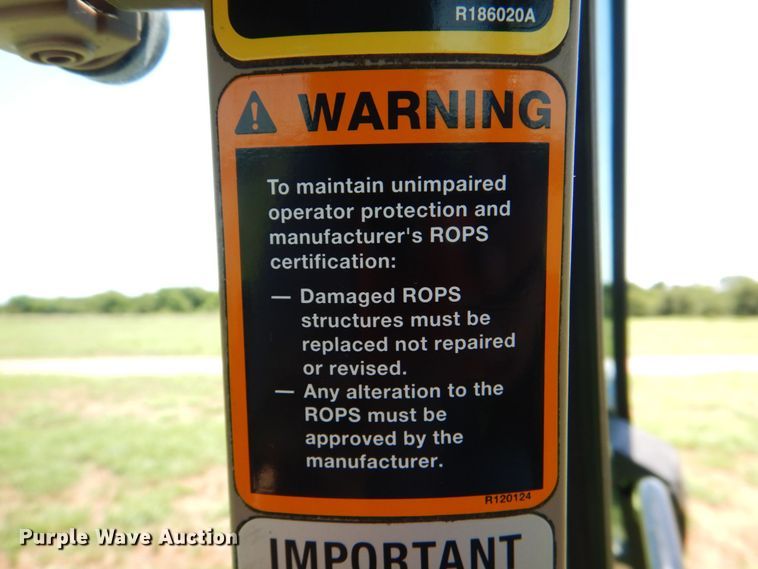 R186020A
WARNING
To maintain unimpaired
operator protection and
manufacturer's ROPS
certification:
— Damaged ROPS
structures must be
replaced not repaired
or revised.
— Any alteration to the
ROPS must be
approved by the
manufacturer.
R120124
Purple Wave Auction
IMPORTANT